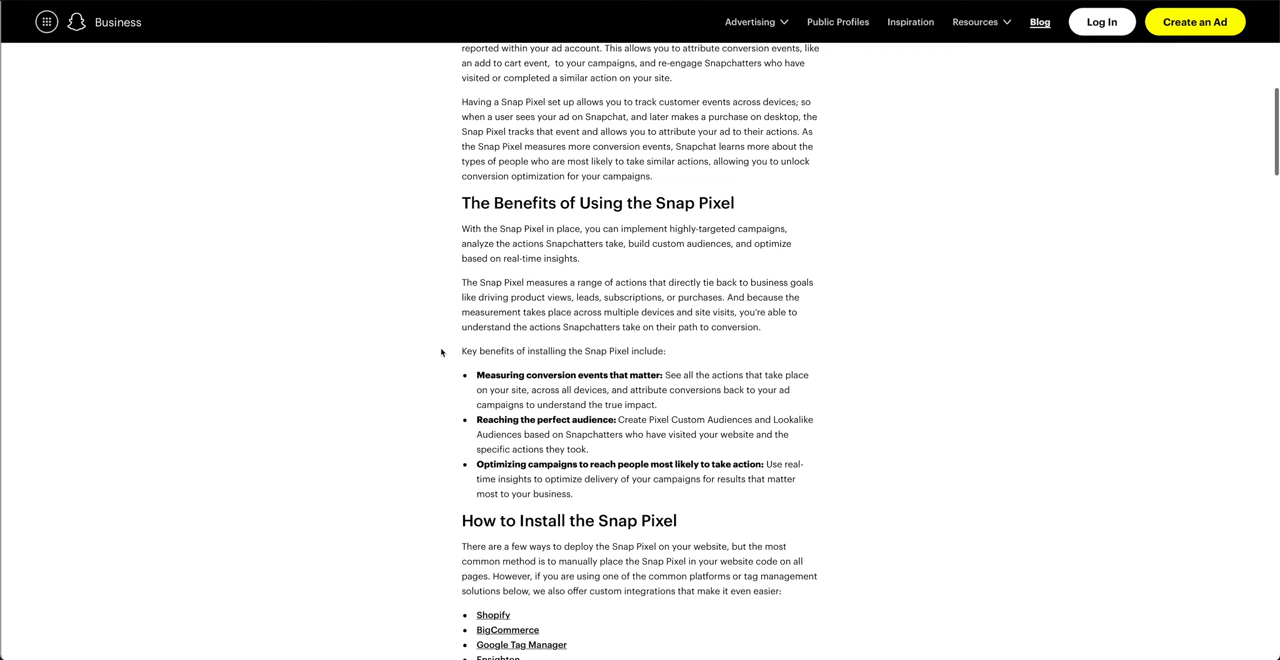 Business
Advertising
Public Profiles
Inspiration
Resources
Blog
Log In
Create an Ad
reported within your ad account. This allows you to attribute conversion events, like
an add to cart event,  to your campaigns, and re-engage Snapchatters who have
visited or completed a similar action on your site.
Having a Snap Pixel set up allows you to track customer events across devices; so
when a user sees your ad on Snapchat, and later makes a purchase on desktop, the
Snap Pixel tracks that event and allows you to attribute your ad to their actions. As
the Snap Pixel measures more conversion events, Snapchat learns more about the
types of people who are most likely to take similar actions, allowing you to unlock
conversion optimization for your campaigns.
The Benefits of Using the Snap Pixel
With the Snap Pixel in place, you can implement highly-targeted campaigns,
analyze the actions Snapchatters take, build custom audiences, and optimize
based on real-time insights.
The Snap Pixel measures a range of actions that directly tie back to business goals
like driving product views, leads, subscriptions, or purchases. And because the
measurement takes place across multiple devices and site visits, you’re able to
understand the actions Snapchatters take on their path to conversion.
Key benefits of installing the Snap Pixel include:
• Measuring conversion events that matter: See all the actions that take place
on your site, across all devices, and attribute conversions back to your ad
campaigns to understand the true impact.
• Reaching the perfect audience: Create Pixel Custom Audiences and Lookalike
Audiences based on Snapchatters who have visited your website and the
specific actions they took.
• Optimizing campaigns to reach people most likely to take action: Use real-
time insights to optimize delivery of your campaigns for results that matter
most to your business.
How to Install the Snap Pixel
There are a few ways to deploy the Snap Pixel on your website, but the most
common method is to manually place the Snap Pixel in your website code on all
pages. However, if you are using one of the common platforms or tag management
solutions below, we also offer custom integrations that make it even easier:
• Shopify
• BigCommerce
• Google Tag Manager
• Ensighten